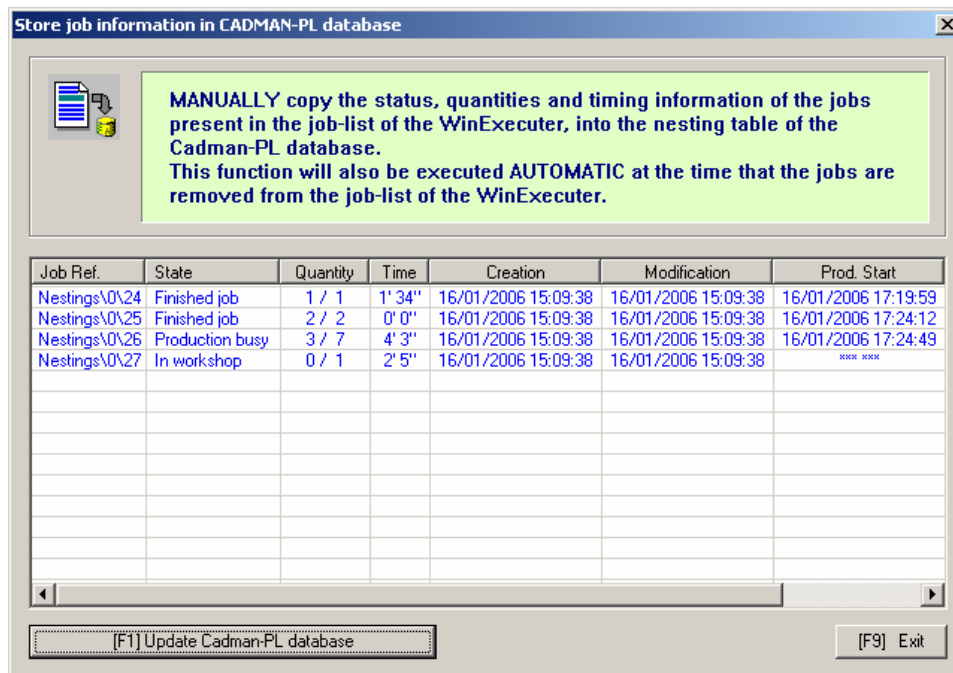 Store job information in CADMAN-PL database
MANUALLY copy the status, quantities and timing information of the jobs
present in the job-list of the WinExecuter, into the nesting table of the
Cadman-PL database.
This function will also be executed AUTOMATIC at the time that the jobs are
removed from the job-list of the WinExecuter.
Job Ref. State Quantity Time Creation Modification Prod. Start
Nestings\0\24 Finished job 1 / 1 1' 34'' 16/01/2006 15:09:38 16/01/2006 15:09:38 16/01/2006 17:19:59
Nestings\0\25 Finished job 2 / 2 0' 0'' 16/01/2006 15:09:38 16/01/2006 15:09:38 16/01/2006 17:24:12
Nestings\0\26 Production busy 3 / 7 4' 3'' 16/01/2006 15:09:38 16/01/2006 15:09:38 16/01/2006 17:24:49
Nestings\0\27 In workshop 0 / 1 2' 5'' 16/01/2006 15:09:38 16/01/2006 15:09:38 *** ***
[F1] Update Cadman-PL database [F9] Exit